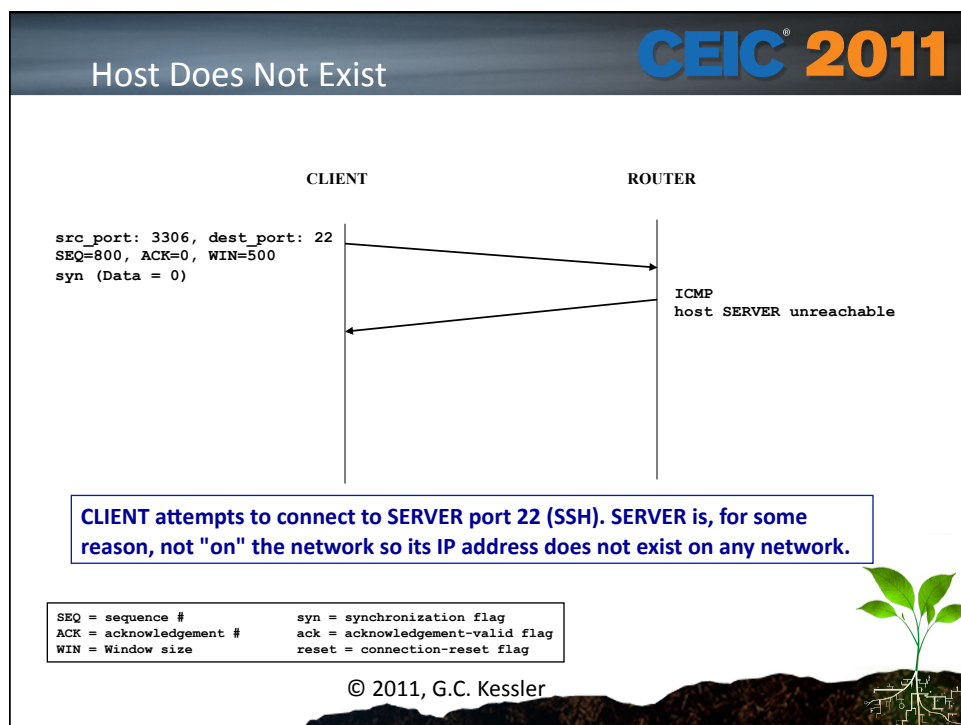 Host Does Not Exist
CEIC® 2011
CLIENT
ROUTER
src_port: 3306, dest_port: 22
SEQ=800, ACK=0, WIN=500
syn (Data = 0)
ICMP
host SERVER unreachable
CLIENT attempts to connect to SERVER port 22 (SSH). SERVER is, for some
reason, not "on" the network so its IP address does not exist on any network.
SEQ = sequence # syn = synchronization flag
ACK = acknowledgement # ack = acknowledgement-valid flag
WIN = Window size reset = connection-reset flag
© 2011, G.C. Kessler